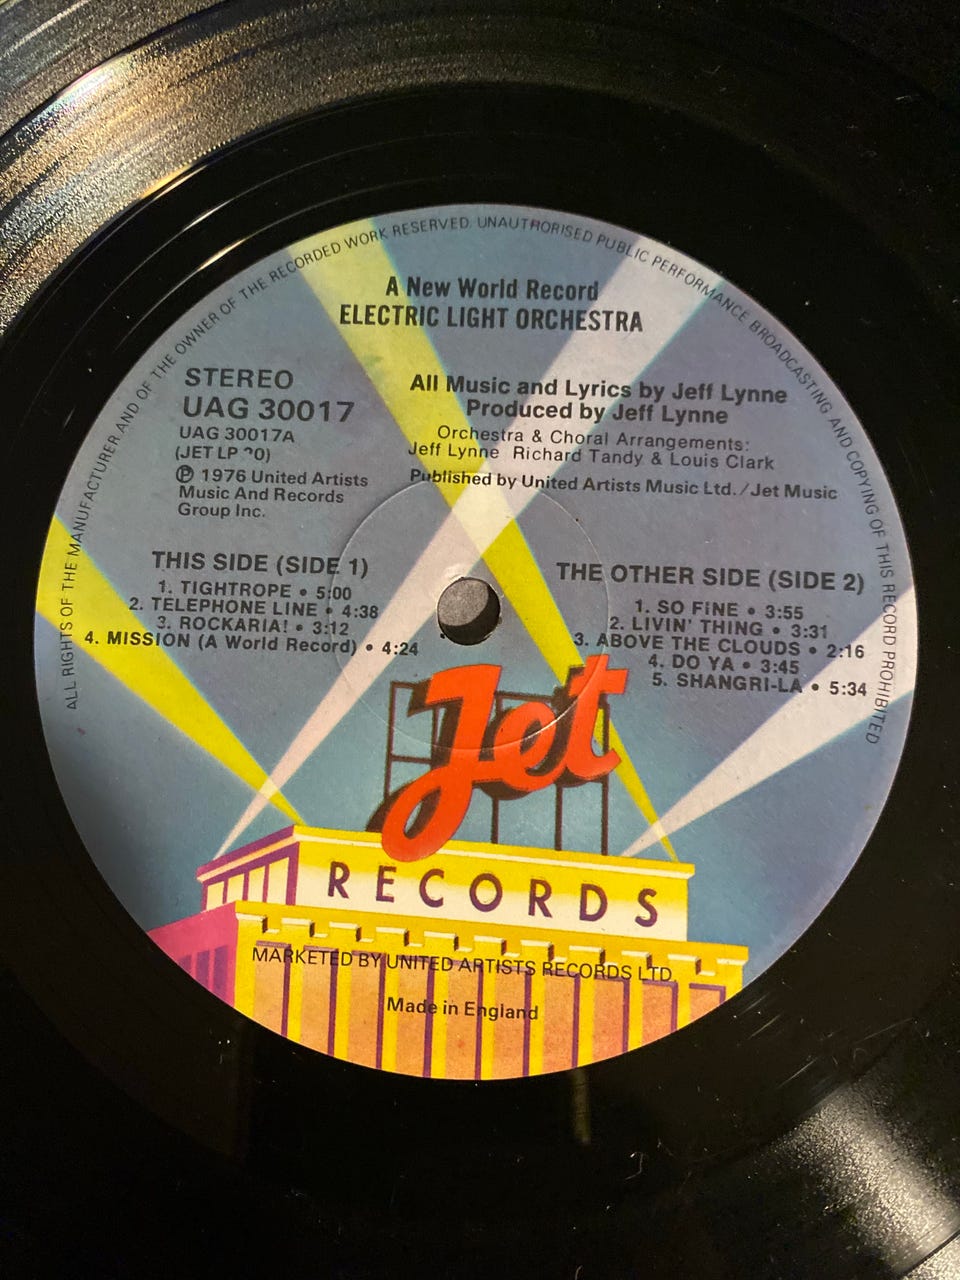 ALL RIGHTS OF THE MANUFACTURER AND OF THE OWNER OF THE RECORDED WORK RESERVED. UNAUTHORISED PUBLIC PERFORMANCE BROADCASTING AND COPYING OF THIS RECORD PROHIBITED
A New World Record
ELECTRIC LIGHT ORCHESTRA
STEREO
UAG 30017
UAG 30017A
(JET LP
℗ 1976 United Artists
Music And Records
Group Inc.
All Music and Lyrics by Jeff Lynne
Produced by Jeff Lynne
Orchestra & Choral Arrangements:
Jeff Lynne Richard Tandy & Louis Clark
Published by United Artists Music Ltd./Jet Music
THIS SIDE (SIDE 1)
1. TIGHTROPE • 5:00
2. TELEPHONE LINE • 4:38
3. ROCKARIA! • 3:12
4. MISSION (A World Record) • 4:24
THE OTHER SIDE (SIDE 2)
1. SO FINE • 3:55
2. LIVIN' THING • 3:31
3. ABOVE THE CLOUDS • 2:16
4. DO YA • 3:45
5. SHANGRI-LA • 5:34
Jet
RECORDS
MARKETED BY UNITED ARTISTS RECORDS LTD.
Made in England